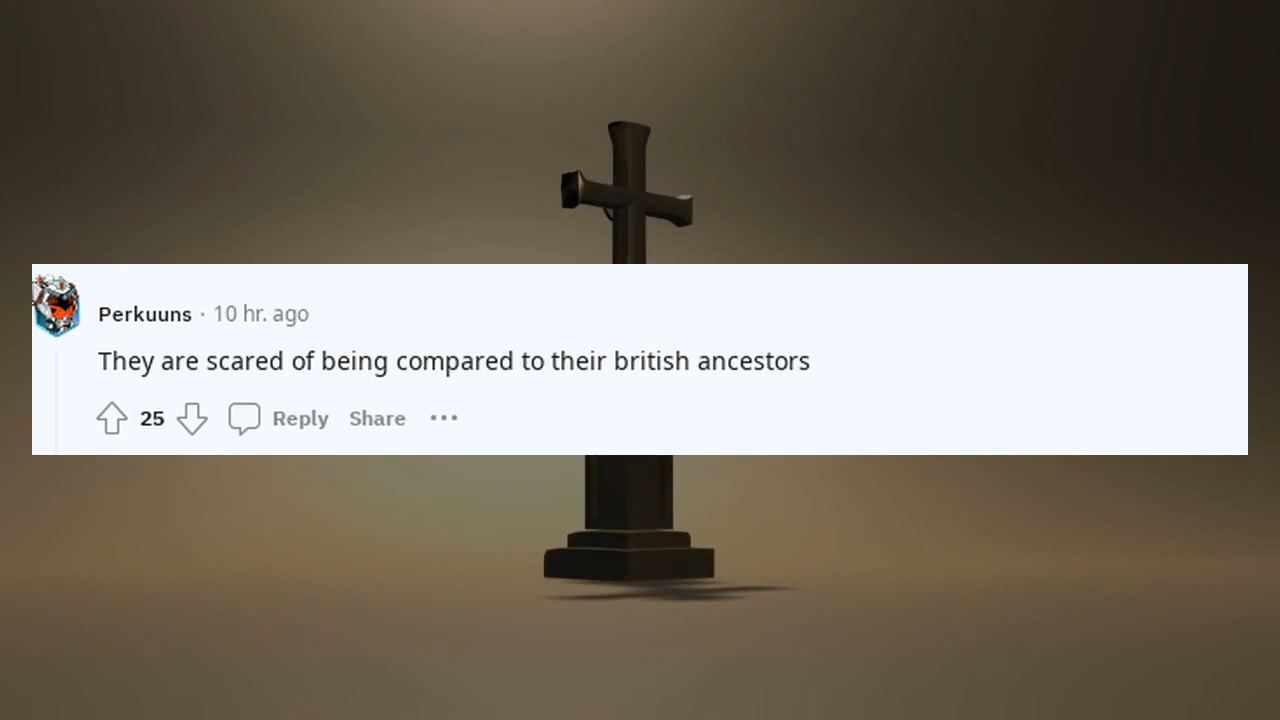 Perkuuns · 10 hr. ago
They are scared of being compared to their british ancestors
25 Reply Share ···